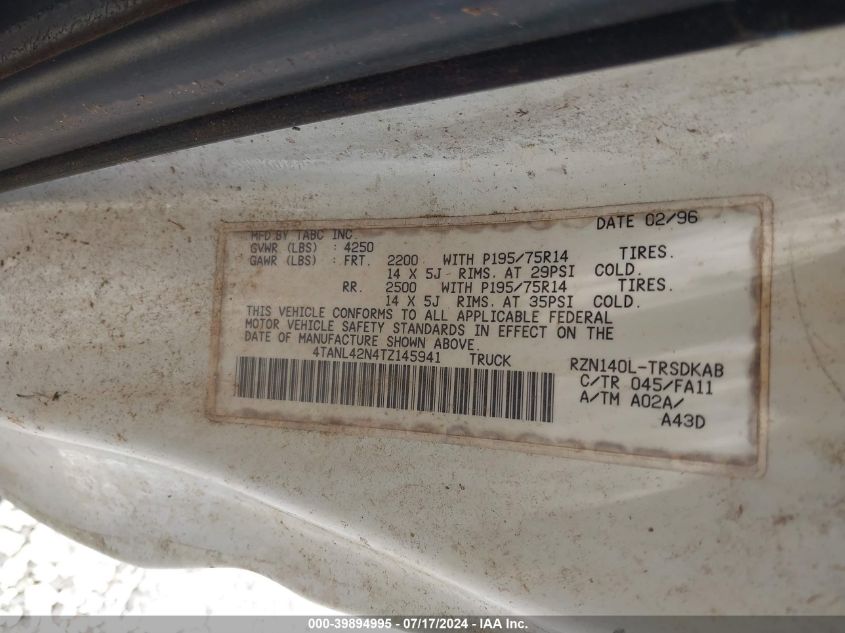 MFD BY TABC INC. DATE 02/96
GVWR (LBS) : 4250
GAWR (LBS) : FRT. 2200 WITH P195/75R14 TIRES.
14 X 5J RIMS. AT 29PSI COLD.
RR. 2500 WITH P195/75R14 TIRES.
14 X 5J RIMS. AT 35PSI COLD.
THIS VEHICLE CONFORMS TO ALL APPLICABLE FEDERAL
MOTOR VEHICLE SAFETY STANDARDS IN EFFECT ON THE
DATE OF MANUFACTURE SHOWN ABOVE.
4TANL42N4TZ145941 TRUCK RZN140L-TRSDKAB
C/TR 045/FA11
A/TM A02A/
A43D
000-39894995 - 07/17/2024 - IAA Inc.